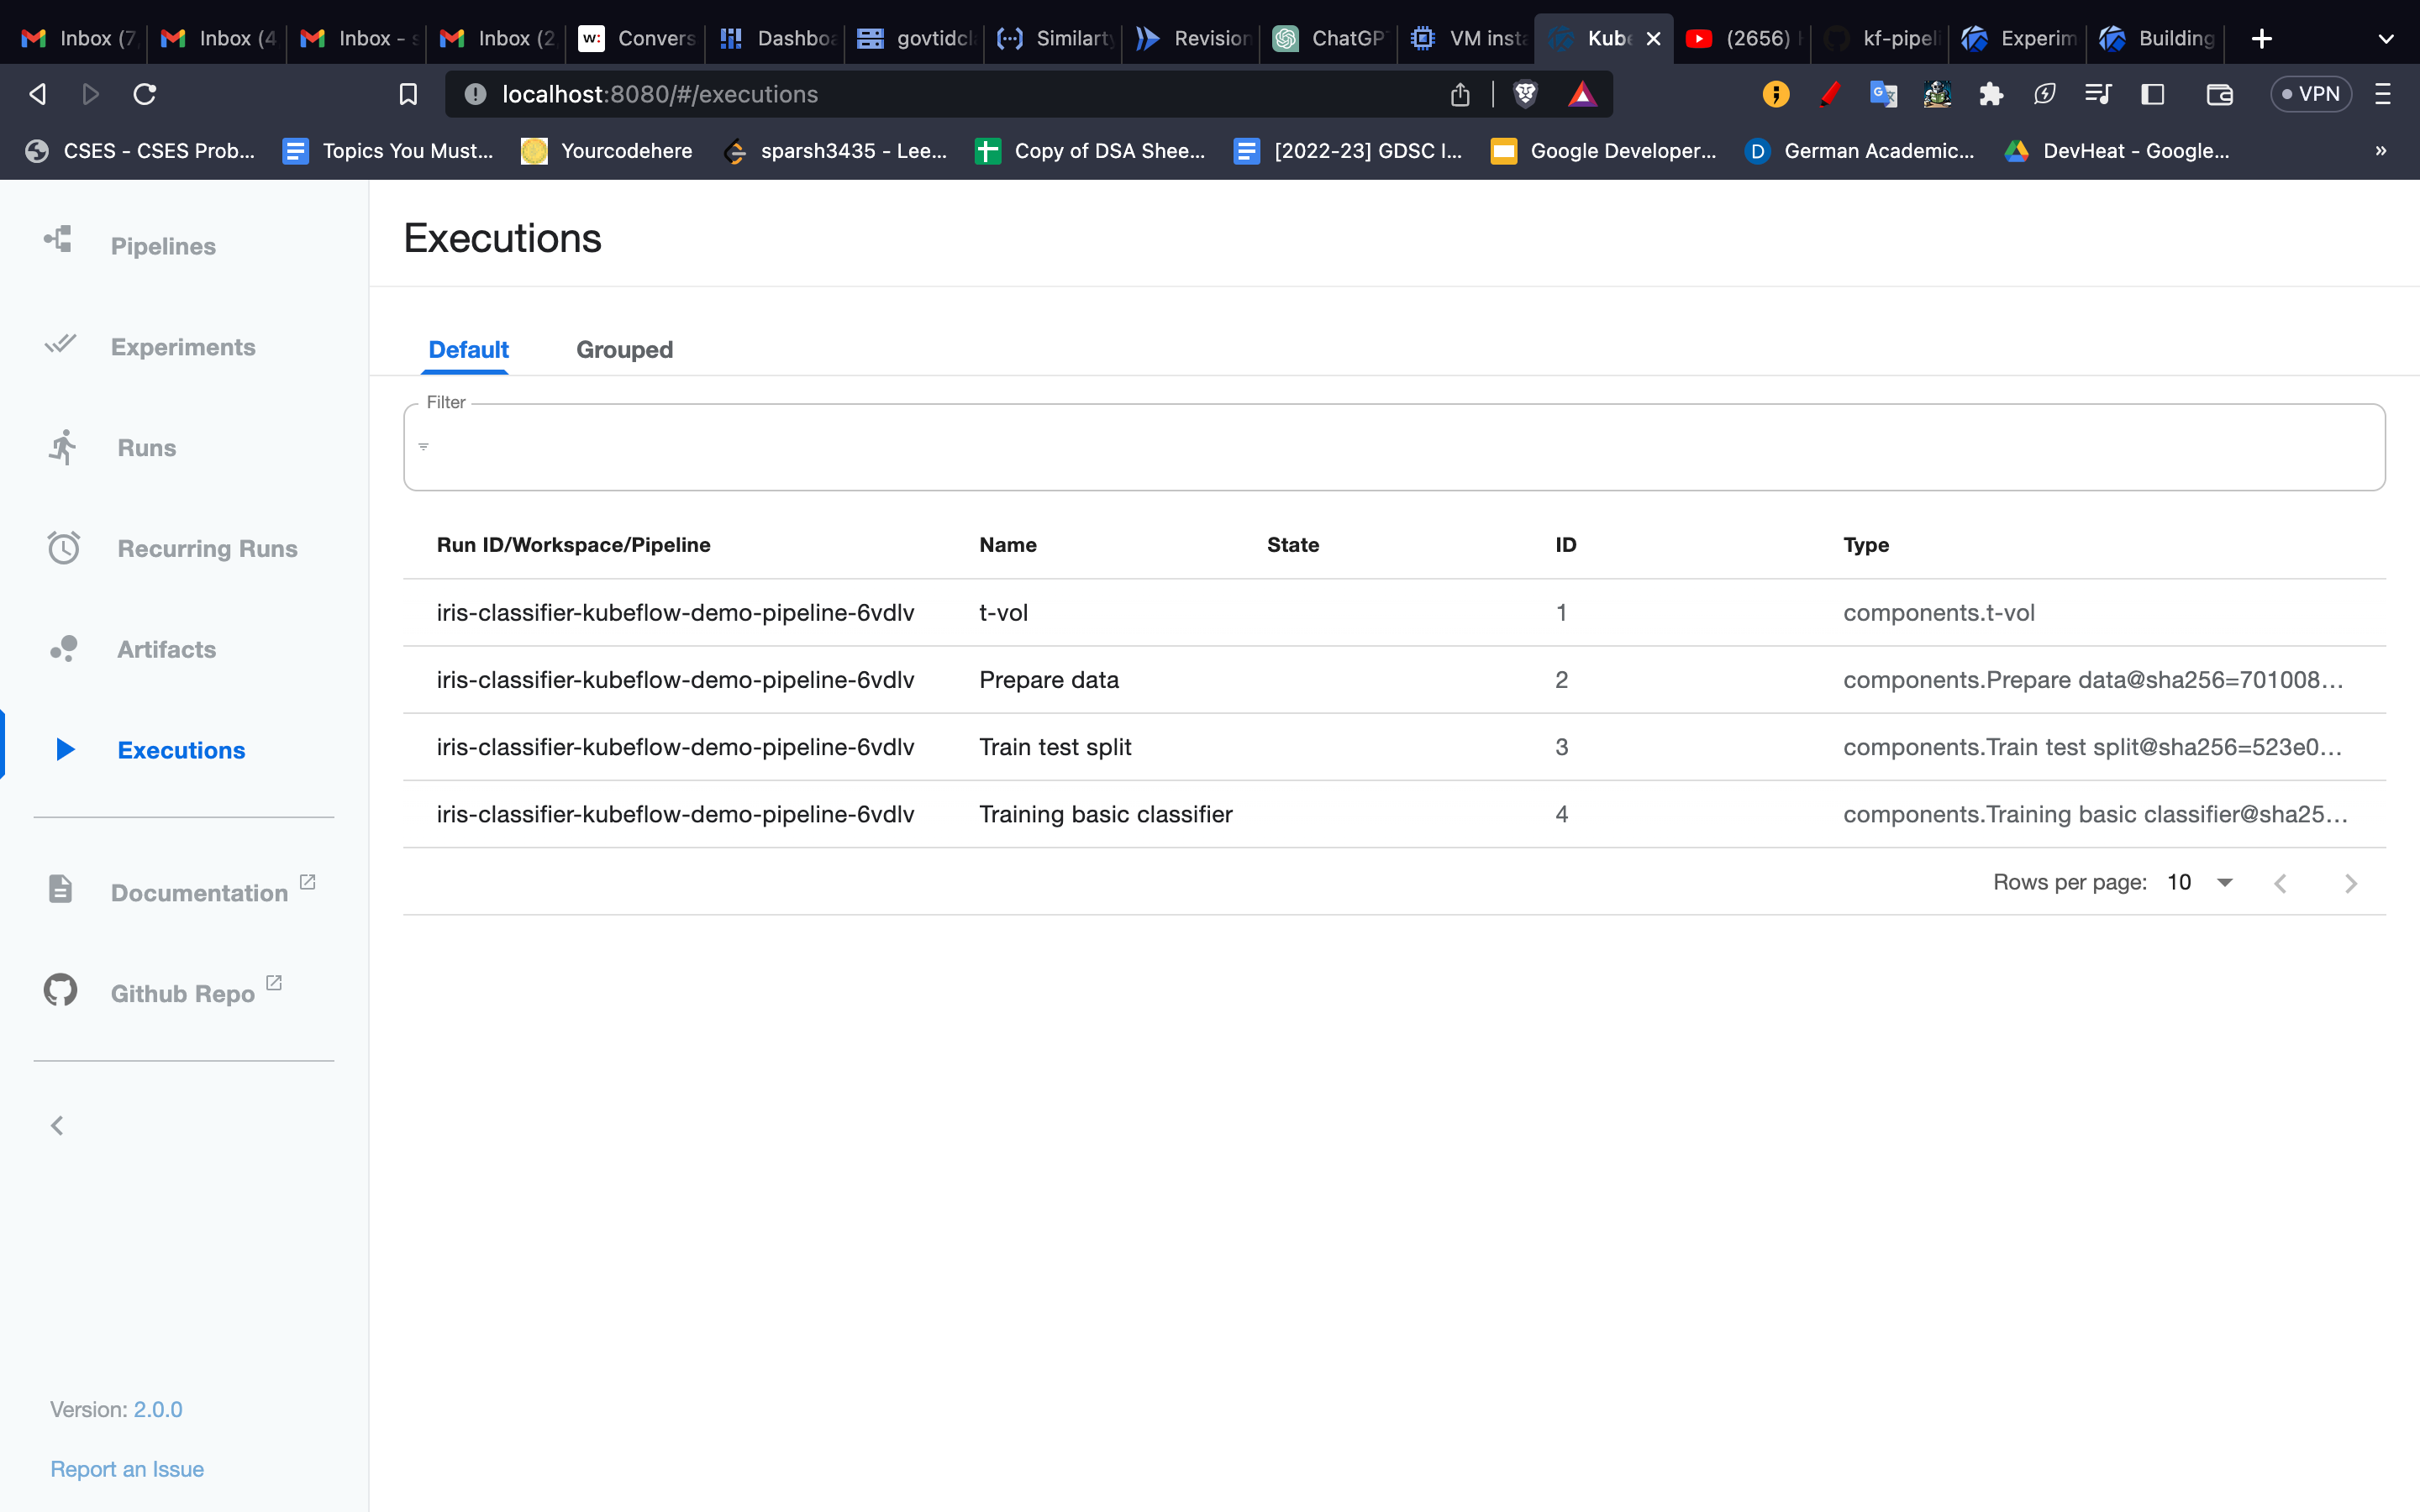 Inbox (7, Inbox (4 Inbox - s Inbox (2 w: Convers Dashboa govtidcl Similarty Revision ChatGP VM insta Kube (2656) kf-pipeli Experim Building
localhost:8080/#/executions VPN
CSES - CSES Prob... Topics You Must... Yourcodehere sparsh3435 - Lee... Copy of DSA Shee... [2022-23] GDSC I... Google Developer... D German Academic... DevHeat - Google... »
Pipelines
Experiments
Runs
Recurring Runs
Artifacts
Executions
Documentation
Github Repo
Version: 2.0.0
Report an Issue
Executions
Default Grouped
Filter
Run ID/Workspace/Pipeline Name State ID Type
iris-classifier-kubeflow-demo-pipeline-6vdlv t-vol 1 components.t-vol
iris-classifier-kubeflow-demo-pipeline-6vdlv Prepare data 2 components.Prepare data@sha256=701008...
iris-classifier-kubeflow-demo-pipeline-6vdlv Train test split 3 components.Train test split@sha256=523e0...
iris-classifier-kubeflow-demo-pipeline-6vdlv Training basic classifier 4 components.Training basic classifier@sha25...
Rows per page: 10